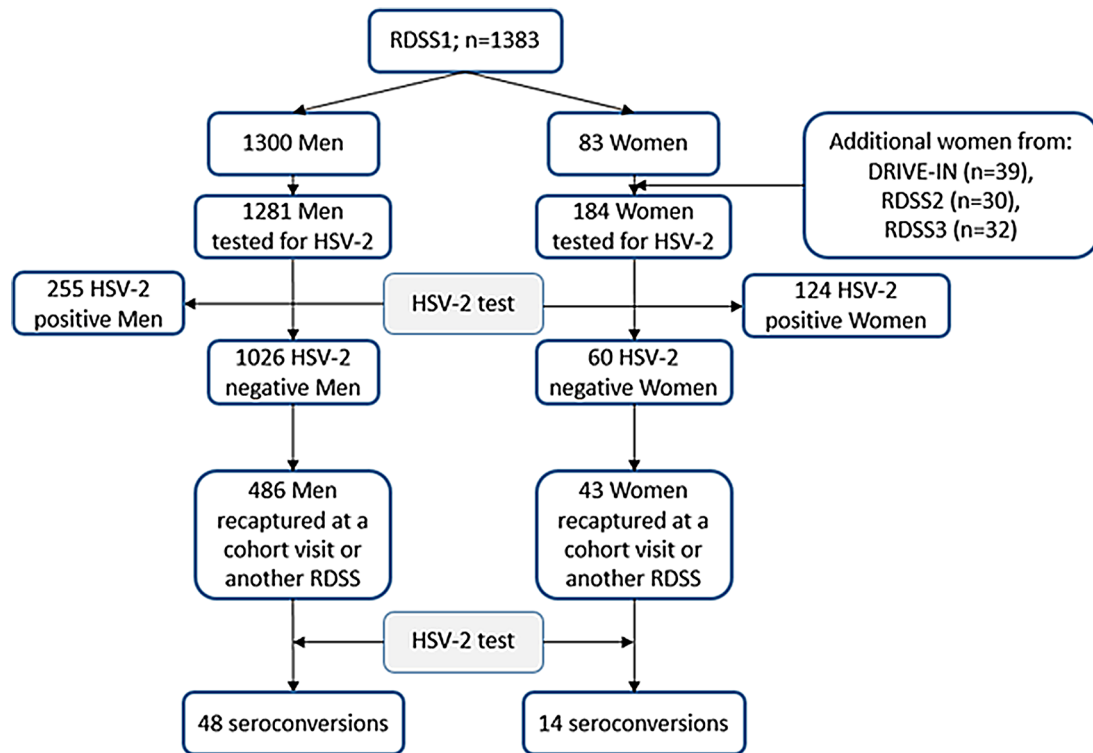 RDSS1; n=1383
1300 Men
83 Women
Additional women from:
DRIVE-IN (n=39),
RDSS2 (n=30),
RDSS3 (n=32)
1281 Men
tested for HSV-2
184 Women
tested for HSV-2
255 HSV-2
positive Men
HSV-2 test
124 HSV-2
positive Women
1026 HSV-2
negative Men
60 HSV-2
negative Women
486 Men
recaptured at a
cohort visit or
another RDSS
43 Women
recaptured at a
cohort visit or
another RDSS
HSV-2 test
48 seroconversions
14 seroconversions